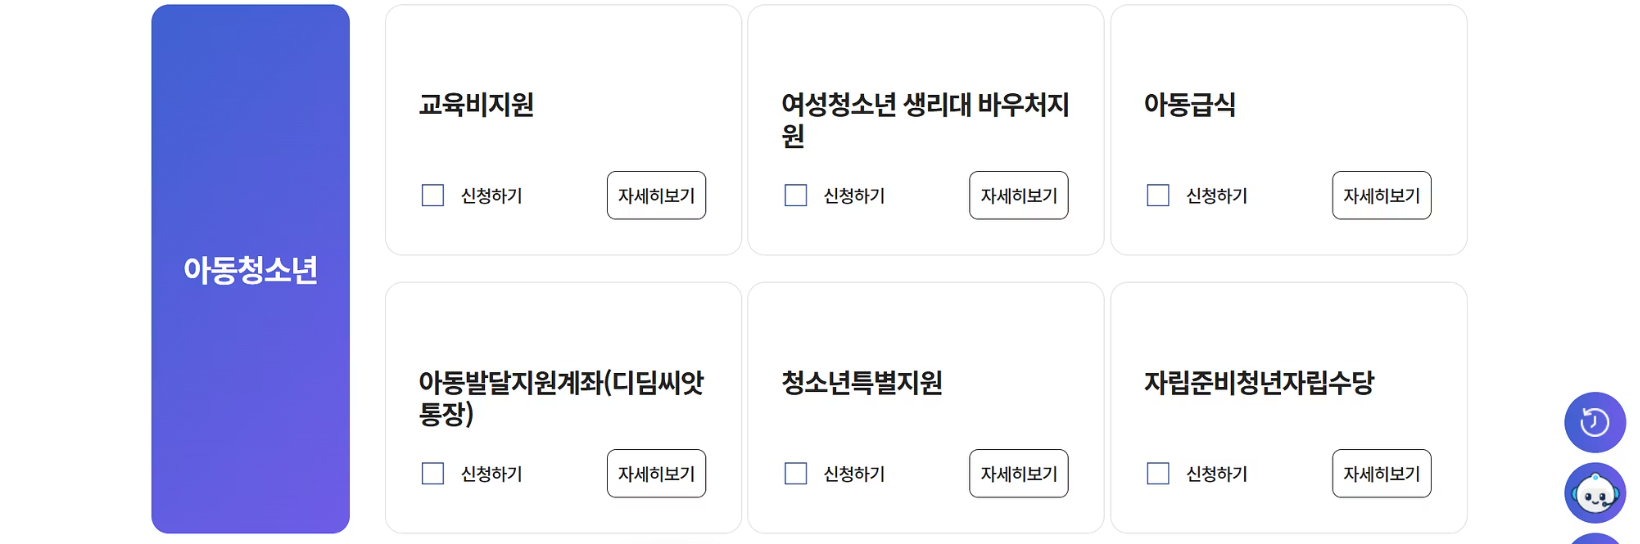 아동청소년
교육비지원
신청하기
자세히보기
여성청소년 생리대 바우처지
원
신청하기
자세히보기
아동급식
신청하기
자세히보기
아동발달지원계좌(디딤씨앗
통장)
신청하기
자세히보기
청소년특별지원
신청하기
자세히보기
자립준비청년자립수당
신청하기
자세히보기